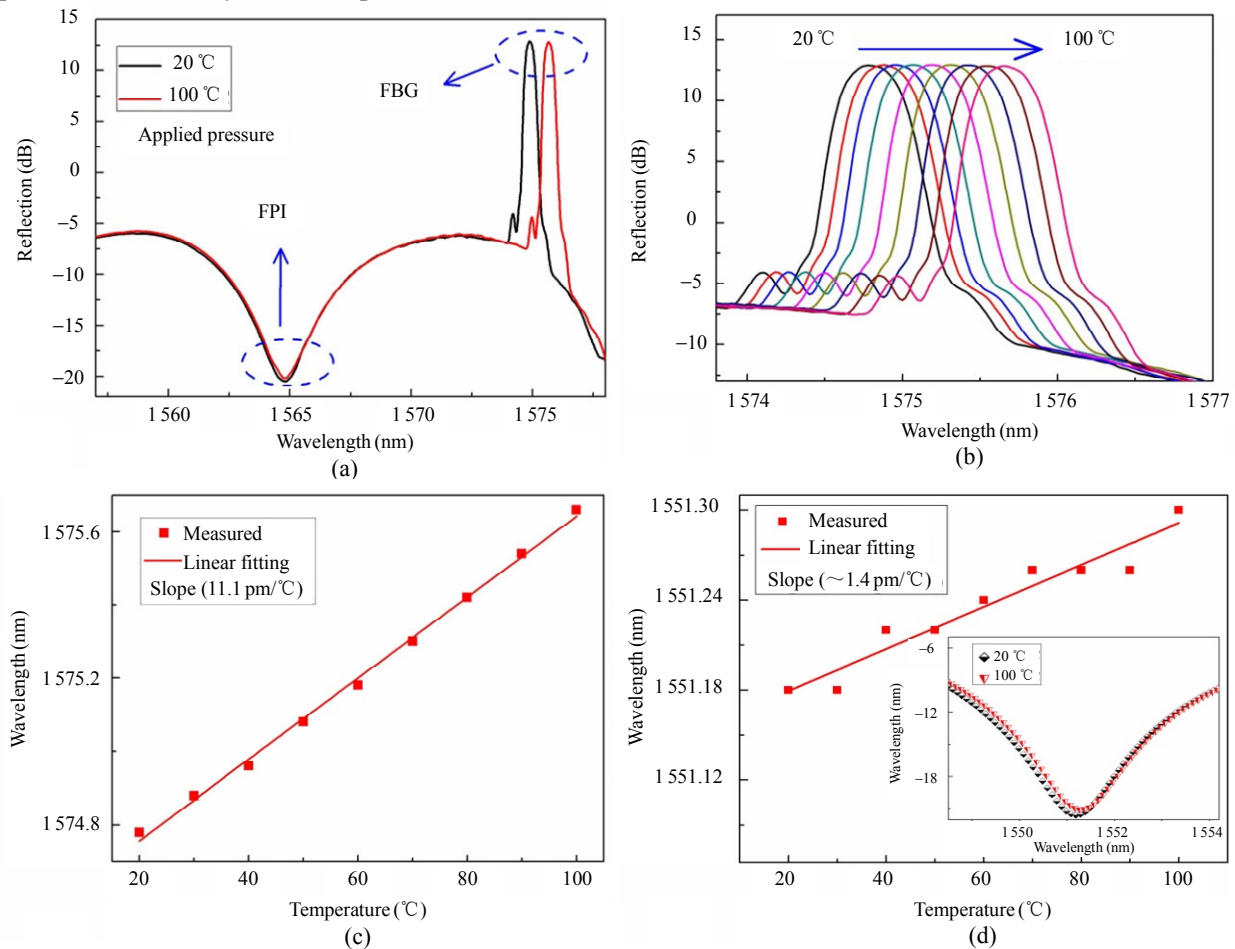 15
10
5
0
−5
−10
−15
−20
Reflection (dB)
20 ℃
100 ℃
Applied pressure
FBG
FPI
1 560
1 565
1 570
1 575
Wavelength (nm)
(a)
15
10
5
0
−5
−10
Reflection (dB)
20 ℃
100 ℃
1 574
1 575
1 576
1 577
Wavelength (nm)
(b)
1 575.6
1 575.2
1 574.8
Wavelength (nm)
Measured
Linear fitting
Slope (11.1 pm/℃)
20
40
60
80
100
Temperature (℃)
(c)
1 551.30
1 551.24
1 551.18
1 551.12
Wavelength (nm)
Measured
Linear fitting
Slope (~1.4 pm/℃)
−6
−12
−18
Wavelength (nm)
20 ℃
100 ℃
1 550
1 552
1 554
Wavelength (nm)
20
40
60
80
100
Temperature (℃)
(d)